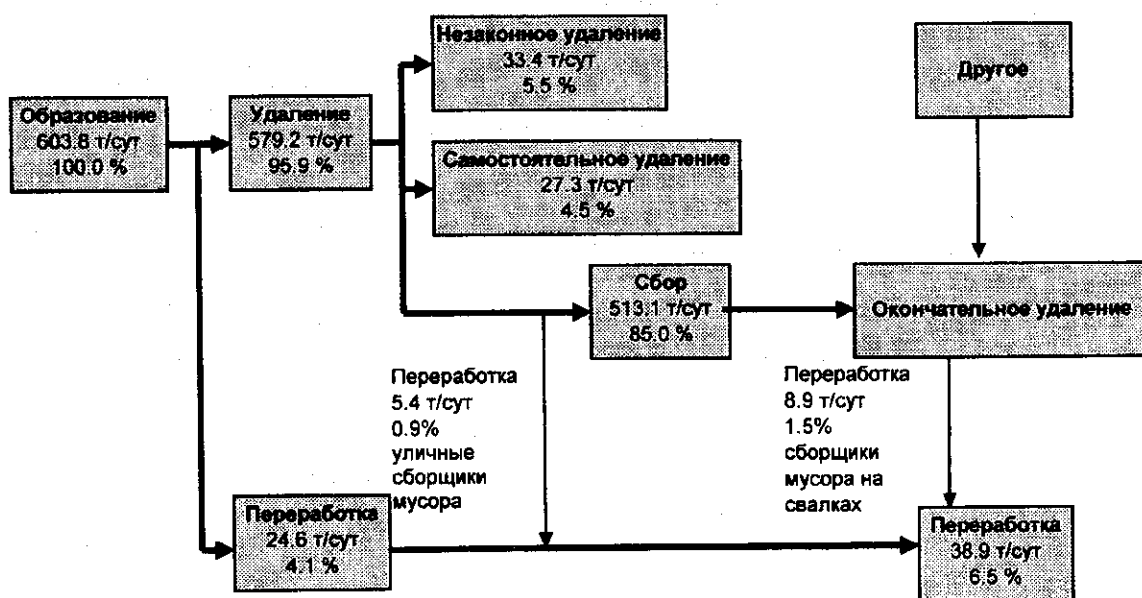 Незаконное удаление
33.4 т/сут
5.5 %
Другое
Образование
603.8 т/сут
100.0 %
Удаление
579.2 т/сут
95.9 %
Самостоятельное удаление
27.3 т/сут
4.5 %
Сбор
513.1 т/сут
85.0 %
Окончательное удаление
Переработка
5.4 т/сут
0.9%
уличные
сборщики
мусора
Переработка
8.9 т/сут
1.5%
сборщики
мусора на
свалках
Переработка
24.6 т/сут
4.1 %
Переработка
38.9 т/сут
6.5 %